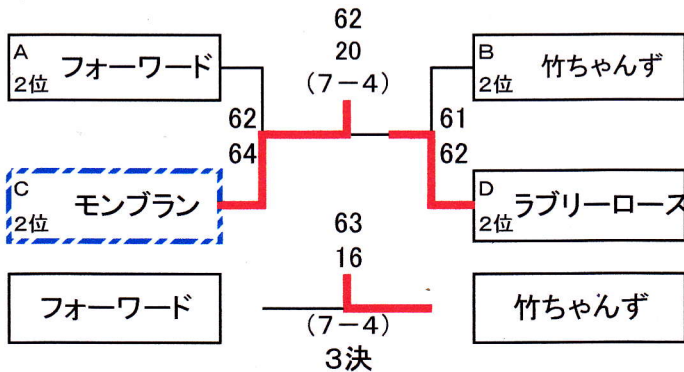 62
20
(7-4)
A
2位
フォーワード
B
2位
竹ちゃんず
62
64
61
62
C
2位
モンブラン
D
2位
ラブリーローズ
63
16
(7-4)
3決
フォーワード
竹ちゃんず